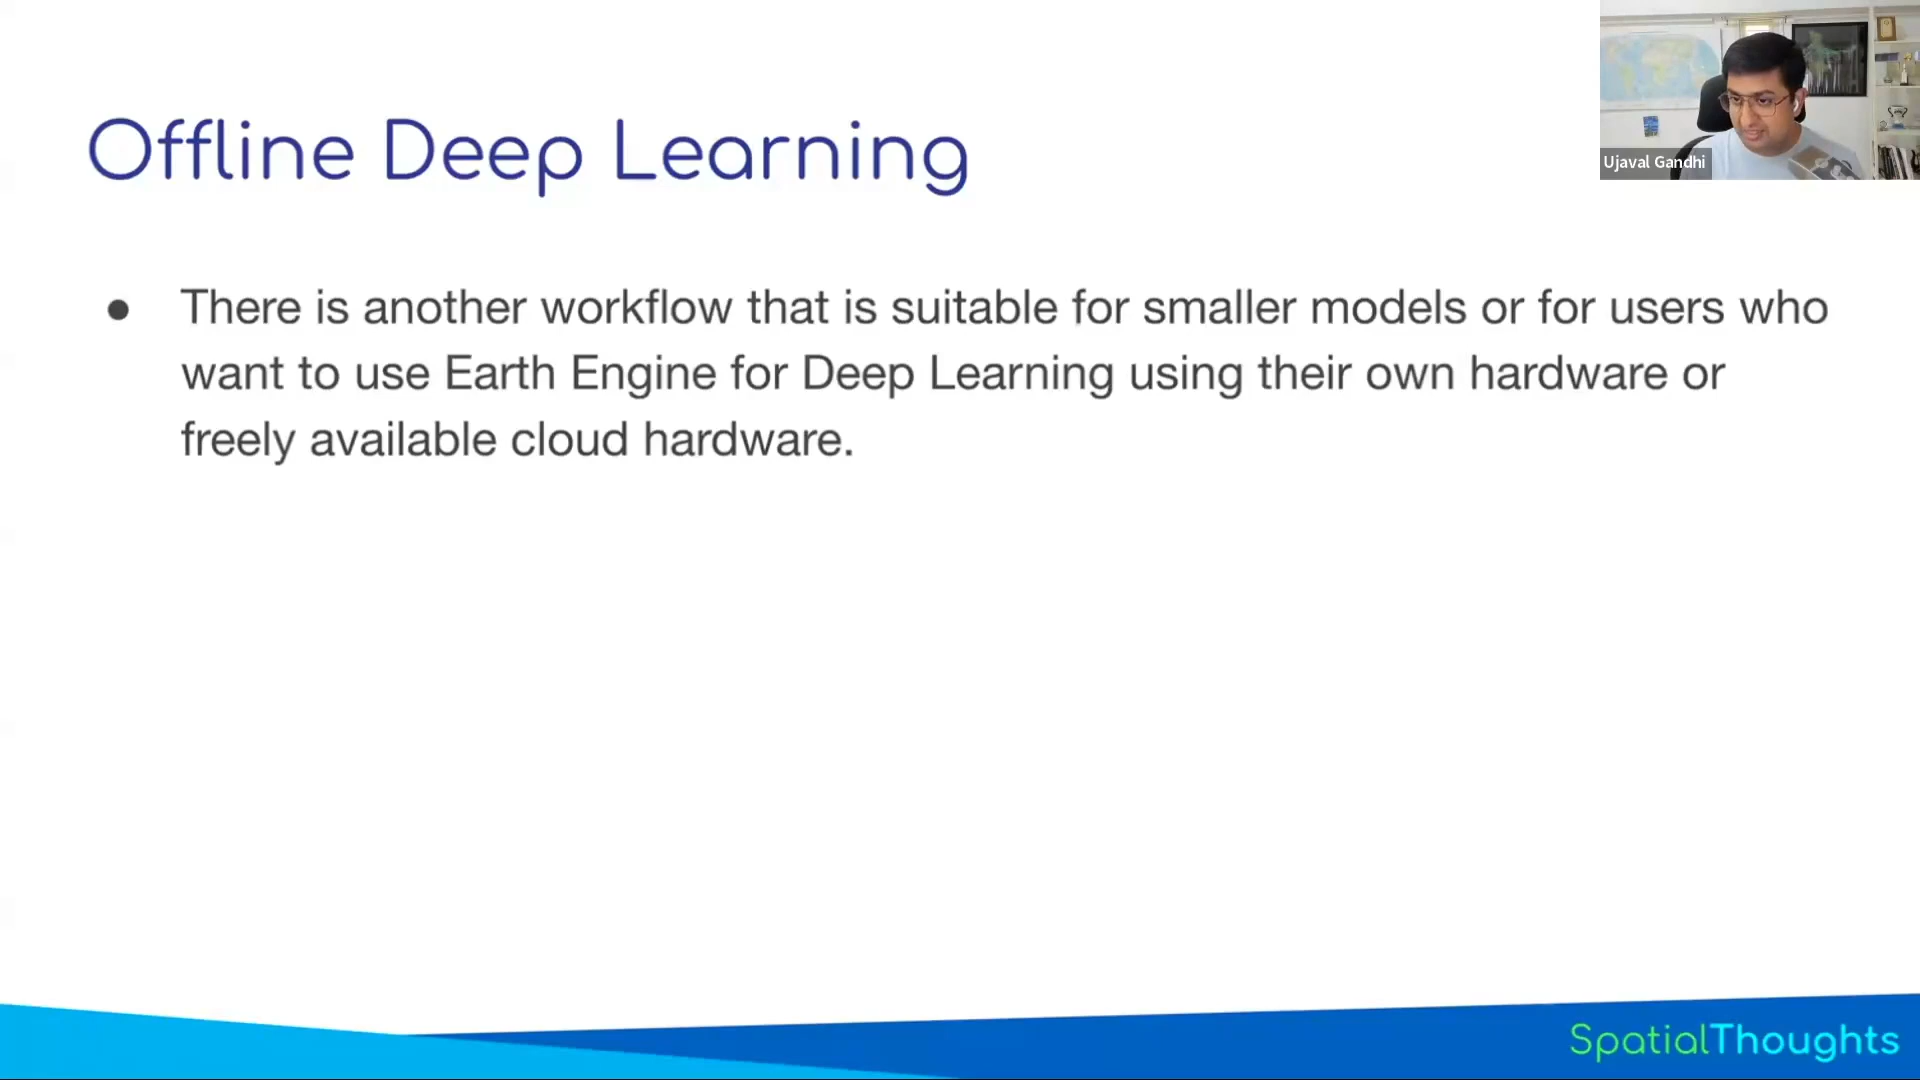 Offline Deep Learning
Ujaval Gandhi
● There is another workflow that is suitable for smaller models or for users who
want to use Earth Engine for Deep Learning using their own hardware or
freely available cloud hardware.
SpatialThoughts